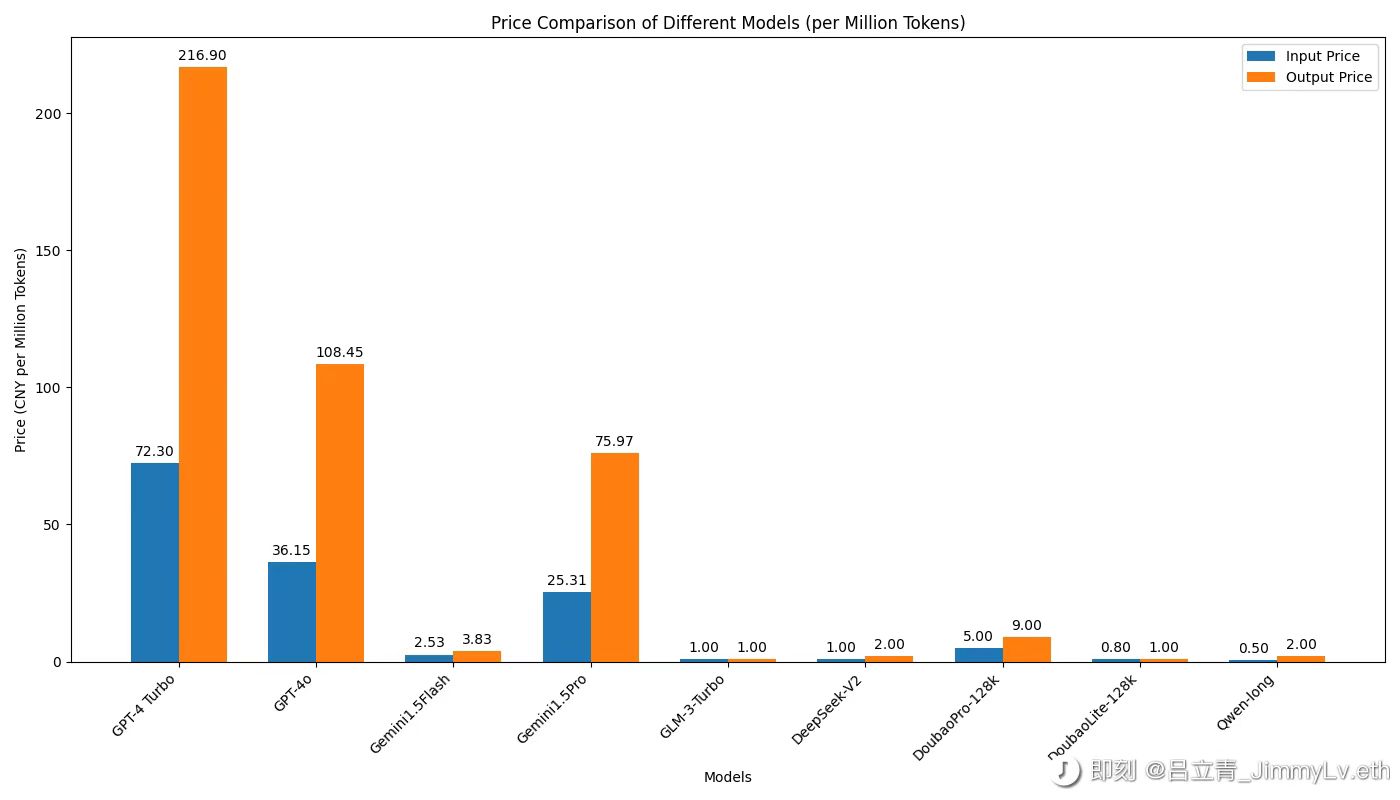 Price Comparison of Different Models (per Million Tokens)
Input Price
Output Price
Price (CNY per Million Tokens)
200
150
100
50
0
72.30
216.90
36.15
108.45
2.53
3.83
25.31
75.97
1.00
1.00
1.00
2.00
5.00
9.00
0.80
1.00
0.50
2.00
GPT-4 Turbo
GPT-4o
Gemini1.5Flash
Gemini1.5Pro
GLM-3-Turbo
DeepSeek-V2
DoubaoPro-128k
DoubaoLite-128k
Qwen-long
Models
即刻 @吕立青_JimmyLv.eth